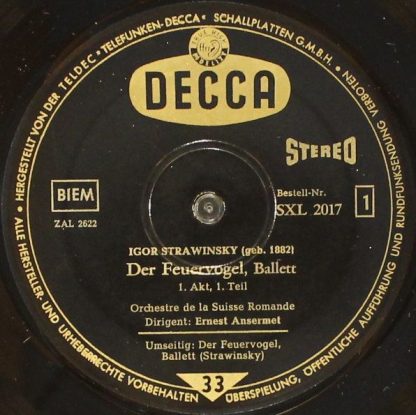 • HERGESTELLT VON DER TELDEC • TELEFUNKEN-DECCA • SCHALLPLATTEN G.M.B.H.
DECCA
STEREO
BIEM
ZAL 2622
Bestell-Nr.
SXL 2017
1
IGOR STRAWINSKY (geb. 1882)
Der Feuervogel, Ballett
1. Akt, 1. Teil
Orchestre de la Suisse Romande
Dirigent: Ernest Ansermet
Umseitig: Der Feuervogel,
Ballett (Strawinsky)
33
• ALLE HERSTELLER- UND URHEBERRECHTE VORBEHALTEN
ÜBERSPIELUNG, ÖFFENTLICHE AUFFÜHRUNG UND RUNDFUNKSENDUNG VERBOTEN